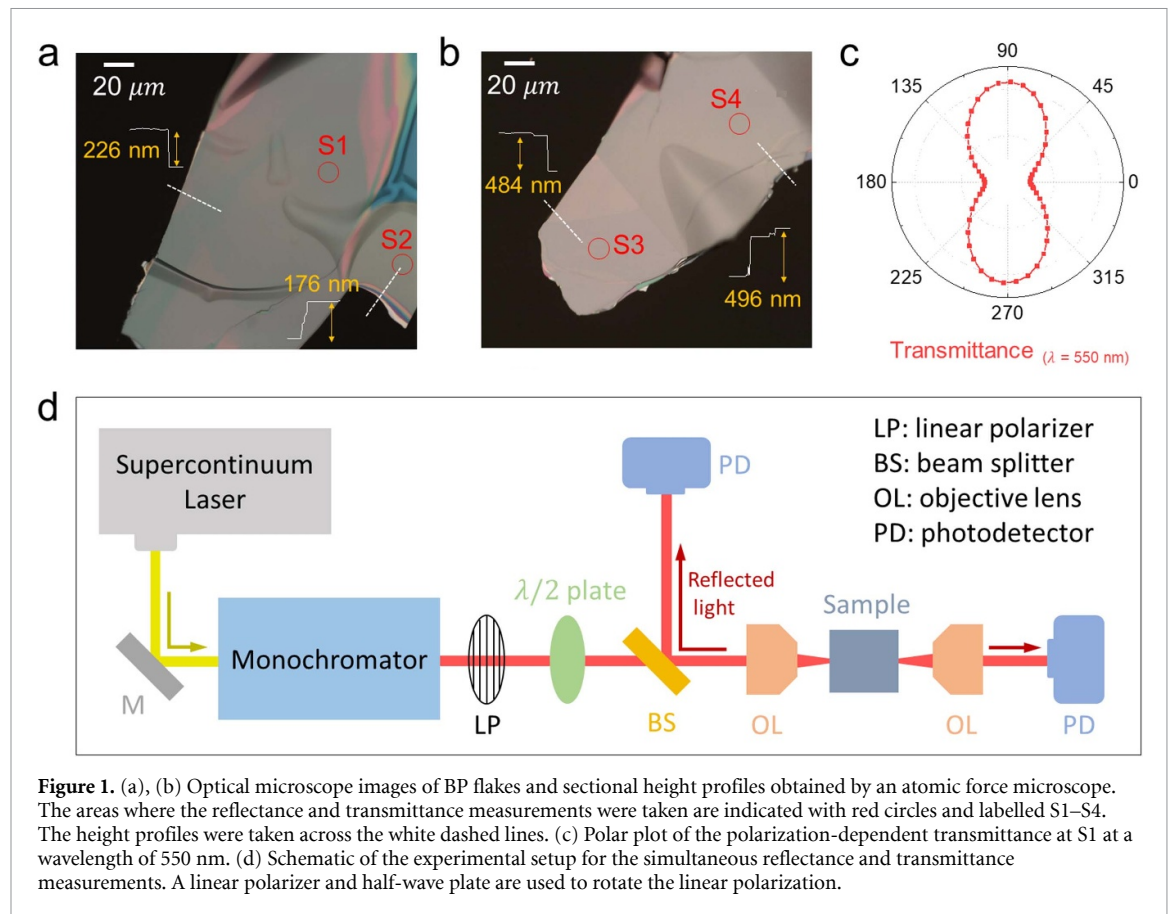 a
20 μm
S1
226 nm
S2
176 nm
b
20 μm
S4
484 nm
S3
496 nm
c
90
135
45
180
0
225
315
270
Transmittance (λ = 550 nm)
d
Supercontinuum
Laser
M
Monochromator
LP
λ/2 plate
BS
PD
Reflected
light
OL
Sample
OL
PD
LP: linear polarizer
BS: beam splitter
OL: objective lens
PD: photodetector
Figure 1. (a), (b) Optical microscope images of BP flakes and sectional height profiles obtained by an atomic force microscope.
The areas where the reflectance and transmittance measurements were taken are indicated with red circles and labelled S1–S4.
The height profiles were taken across the white dashed lines. (c) Polar plot of the polarization-dependent transmittance at S1 at a
wavelength of 550 nm. (d) Schematic of the experimental setup for the simultaneous reflectance and transmittance
measurements. A linear polarizer and half-wave plate are used to rotate the linear polarization.